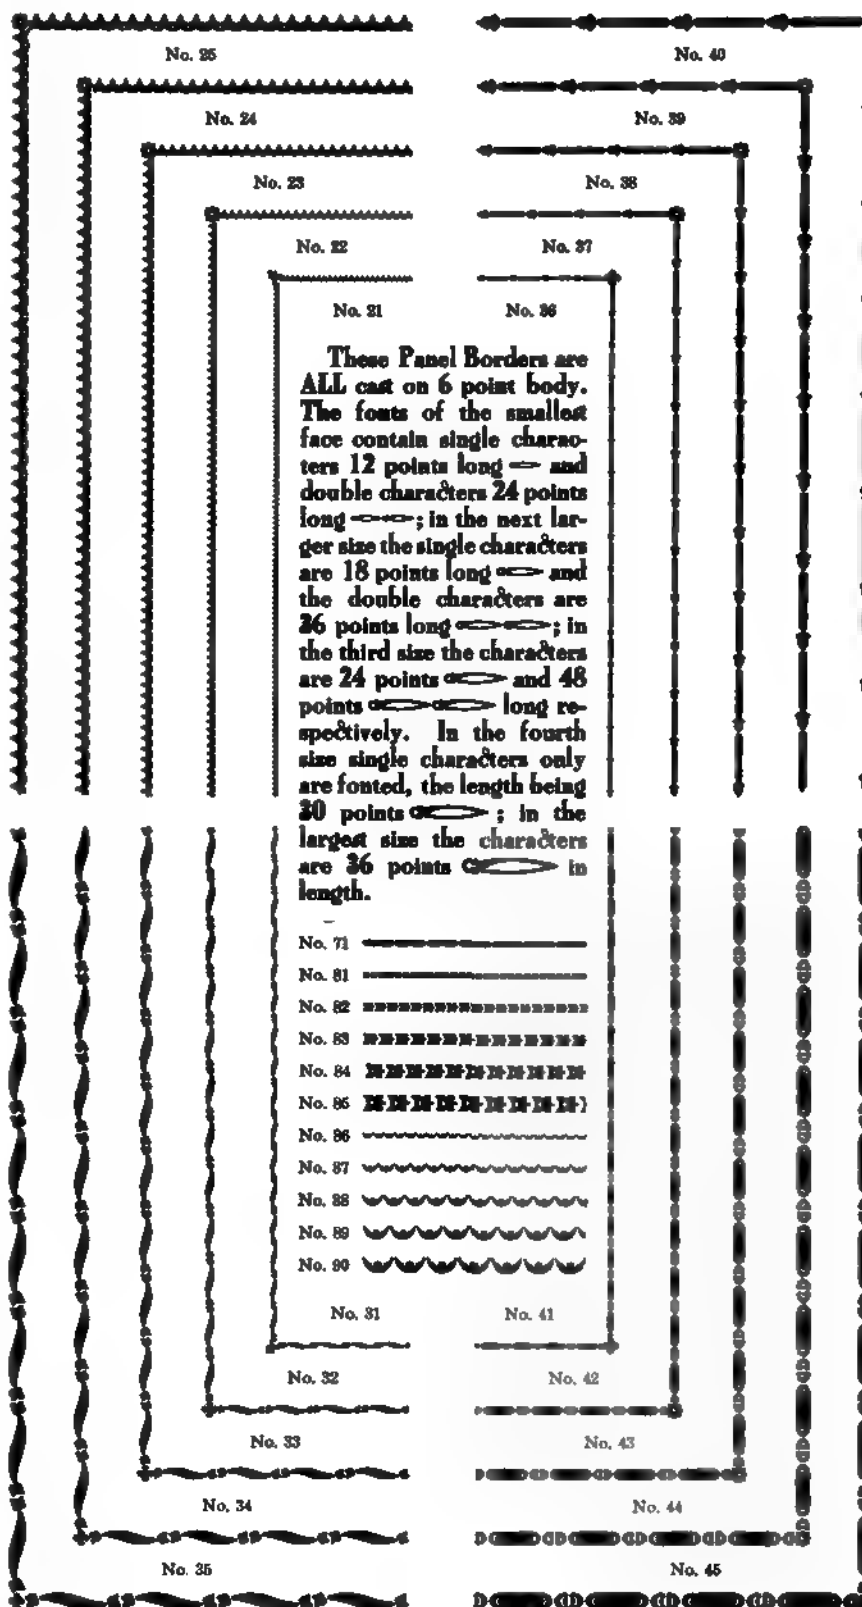 No. 25 No. 40
No. 24 No. 39
No. 23 No. 38
No. 22 No. 37
No. 21 No. 36
These Panel Borders are
ALL cast on 6 point body.
The fonts of the smallest
face contain single charac-
ters 12 points long and
double characters 24 points
long ; in the next lar-
ger size the single characters
are 18 points long and
the double characters are
36 points long ; in
the third size the characters
are 24 points and 48
points long re-
spectively. In the fourth
size single characters only
are fonted, the length being
30 points ; in the
largest size the characters
are 36 points in
length.
No. 71
No. 81
No. 82
No. 83
No. 84
No. 85
No. 86
No. 87
No. 88
No. 89
No. 90
No. 31 No. 41
No. 32 No. 42
No. 33 No. 43
No. 34 No. 44
No. 35 No. 45